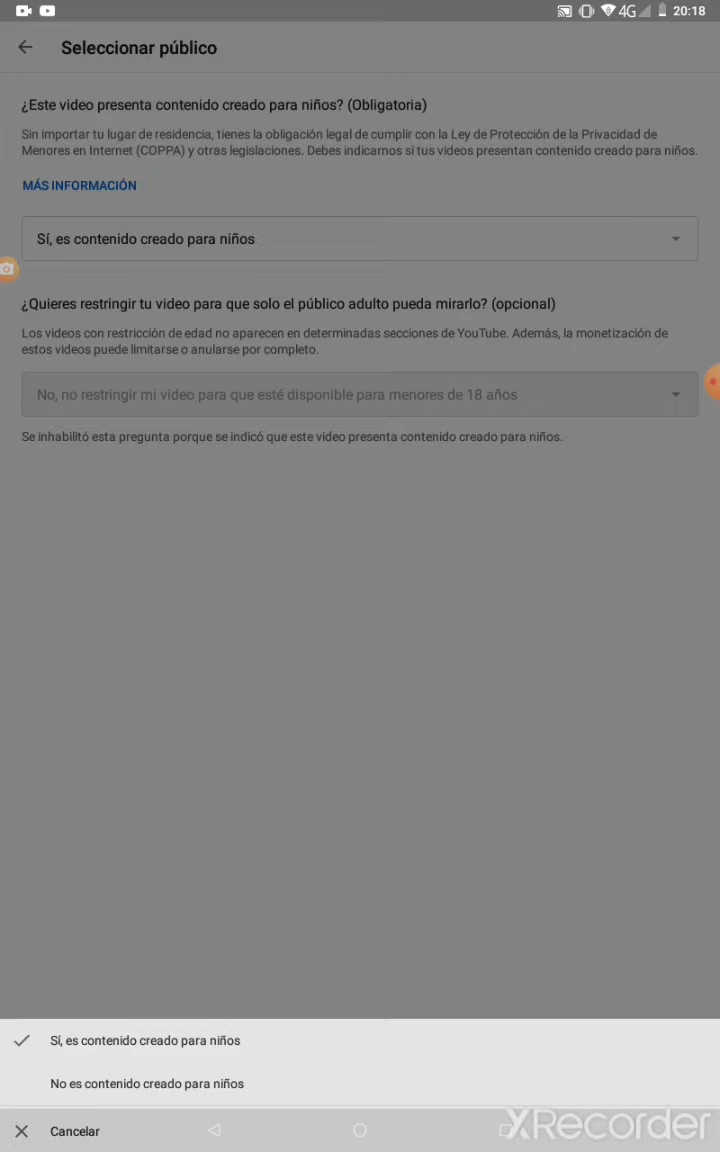 4G 20:18
Seleccionar público
¿Este video presenta contenido creado para niños? (Obligatoria)
Sin importar tu lugar de residencia, tienes la obligación legal de cumplir con la Ley de Protección de la Privacidad de
Menores en Internet (COPPA) y otras legislaciones. Debes indicarnos si tus videos presentan contenido creado para niños.
MÁS INFORMACIÓN
Sí, es contenido creado para niños
¿Quieres restringir tu video para que solo el público adulto pueda mirarlo? (opcional)
Los videos con restricción de edad no aparecen en determinadas secciones de YouTube. Además, la monetización de
estos videos puede limitarse o anularse por completo.
No, no restringir mi video para que esté disponible para menores de 18 años
Se inhabilitó esta pregunta porque se indicó que este video presenta contenido creado para niños.
Sí, es contenido creado para niños
No es contenido creado para niños
Cancelar
XRecorder